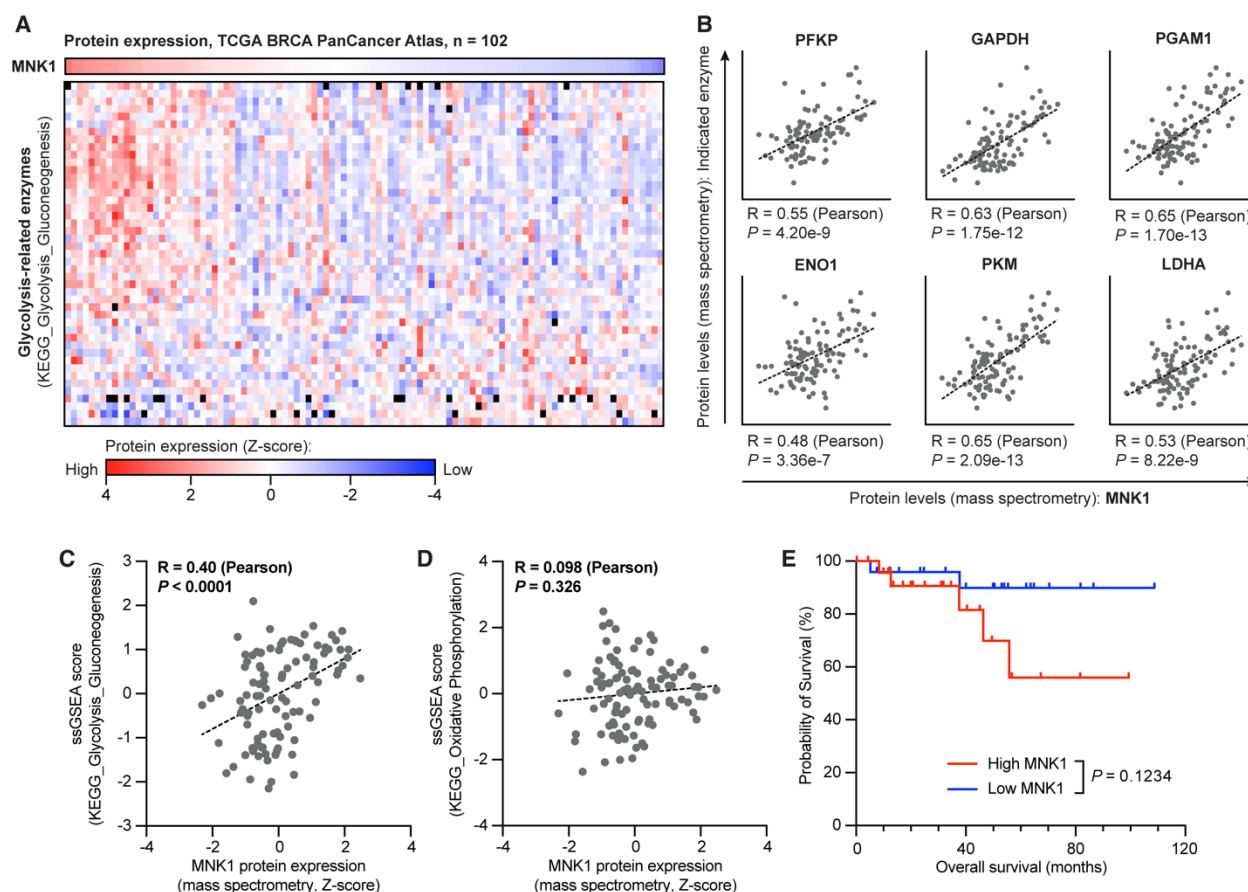 A
Protein expression, TCGA BRCA PanCancer Atlas, n = 102
MNK1
Glycolysis-related enzymes
(KEGG_Glycolysis_Gluconeogenesis)
Protein expression (Z-score):
High
Low
4
2
0
-2
-4
B
Protein levels (mass spectrometry): Indicated enzyme
PFKP
R = 0.55 (Pearson)
P = 4.20e-9
GAPDH
R = 0.63 (Pearson)
P = 1.75e-12
PGAM1
R = 0.65 (Pearson)
P = 1.70e-13
ENO1
R = 0.48 (Pearson)
P = 3.36e-7
PKM
R = 0.65 (Pearson)
P = 2.09e-13
LDHA
R = 0.53 (Pearson)
P = 8.22e-9
Protein levels (mass spectrometry): MNK1
C
R = 0.40 (Pearson)
P < 0.0001
ssGSEA score
(KEGG_Glycolysis_Gluconeogenesis)
3
2
1
0
-1
-2
-3
-4
-2
0
2
4
MNK1 protein expression
(mass spectrometry, Z-score)
D
R = 0.098 (Pearson)
P = 0.326
ssGSEA score
(KEGG_Oxidative Phosphorylation)
4
2
0
-2
-4
-4
-2
0
2
4
MNK1 protein expression
(mass spectrometry, Z-score)
E
Probability of Survival (%)
100
80
60
40
20
0
High MNK1
Low MNK1
P = 0.1234
0
40
80
120
Overall survival (months)